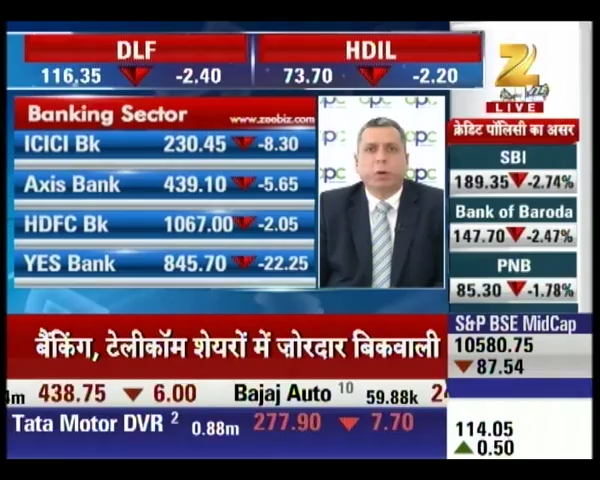 DLF
116,35 -2.40
HDIL
73.70 -2.20
Z
LIVE
Banking Sector
www.zeebiz.com
ICICI Bk 230.45 -8.30
Axis Bank 439.10 -5.65
HDFC Bk 1067.00 -2.05
YES Bank 845.70 -22.25
क्रेडिट पॉलिसी का असर
SBI
189.35 -2.74%
Bank of Baroda
147.70 -2.47%
PNB
85.30 -1.78%
S&P BSE MidCap
10580.75
87.54
बैंकिंग, टेलीकॉम शेयरों में ज़ोरदार बिकवाली
438.75 6.00 Bajaj Auto 10 59.88k
Tata Motor DVR 2 0.88m 277.90 7.70
114.05
0.50